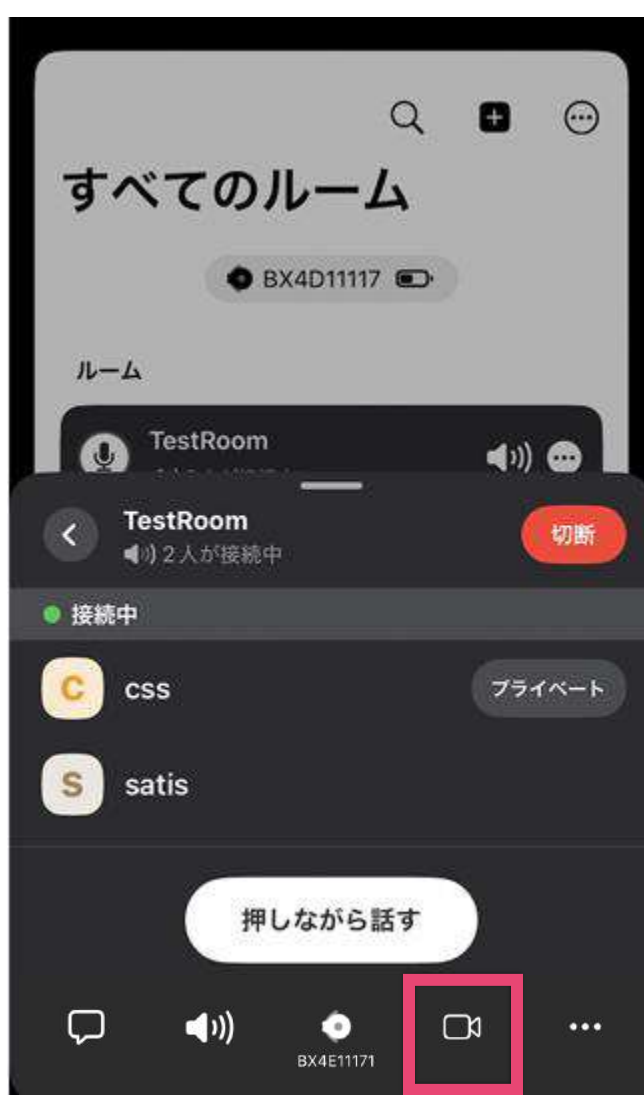 すべてのルーム
BX4D11117
ルーム
TestRoom
TestRoom
切断
2人が接続中
接続中
C
css
プライベート
S
satis
押しながら話す
BX4E11171